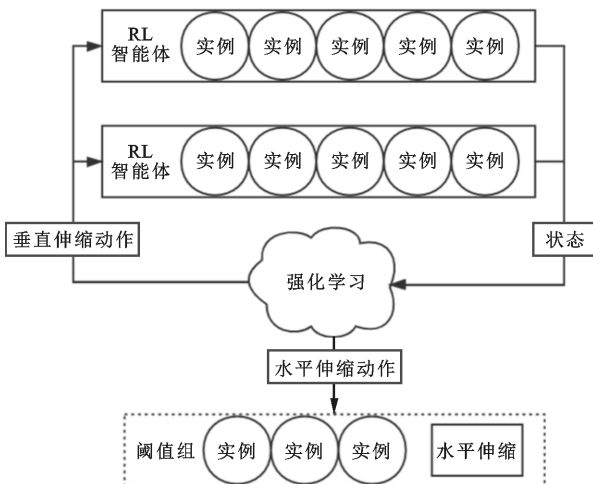 RL
智能体
实例 实例 实例 实例 实例
RL
智能体
实例 实例 实例 实例 实例
垂直伸缩动作
状态
强化学习
水平伸缩动作
阈值组 实例 实例 实例 水平伸缩